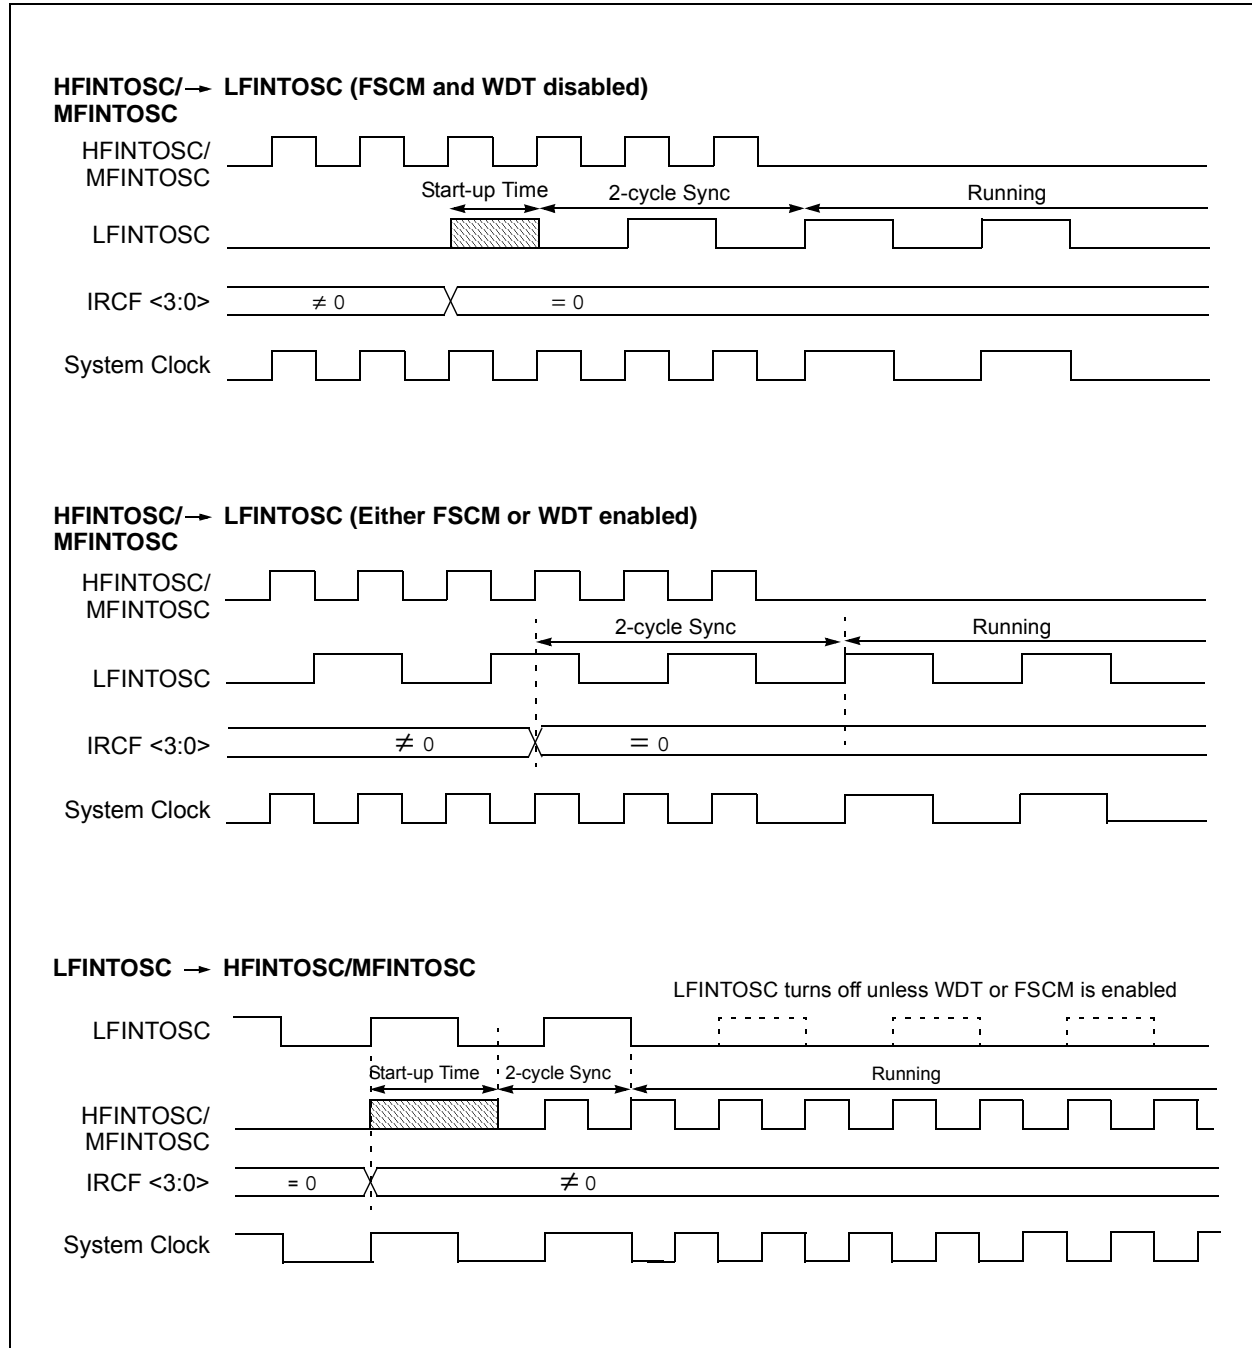 HFINTOSC/→ LFINTOSC (FSCM and WDT disabled)
MFINTOSC
HFINTOSC/
MFINTOSC
Start-up Time 2-cycle Sync Running
LFINTOSC
IRCF <3:0> ≠ 0 = 0
System Clock
HFINTOSC/→ LFINTOSC (Either FSCM or WDT enabled)
MFINTOSC
HFINTOSC/
MFINTOSC
2-cycle Sync Running
LFINTOSC
IRCF <3:0> ≠ 0 = 0
System Clock
LFINTOSC → HFINTOSC/MFINTOSC
LFINTOSC turns off unless WDT or FSCM is enabled
LFINTOSC
Start-up Time 2-cycle Sync Running
HFINTOSC/
MFINTOSC
IRCF <3:0> = 0 ≠ 0
System Clock